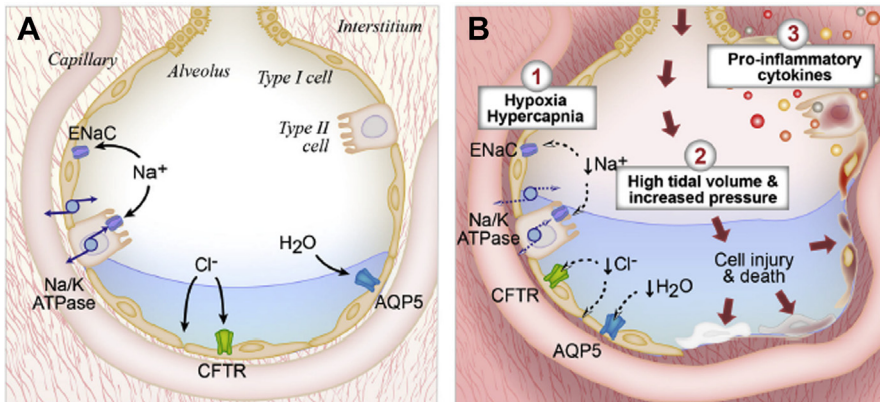 A
Capillary
Alveolus
Interstitium
Type I cell
Type II
cell
ENaC
Na+
Na/K
ATPase
Cl-
H2O
AQP5
CFTR
B
1
Hypoxia
Hypercapnia
3
Pro-inflammatory
cytokines
ENaC
↓Na+
2
High tidal volume &
increased pressure
Na/K
ATPase
CFTR
↓Cl-
↓H2O
AQP5
Cell injury
& death